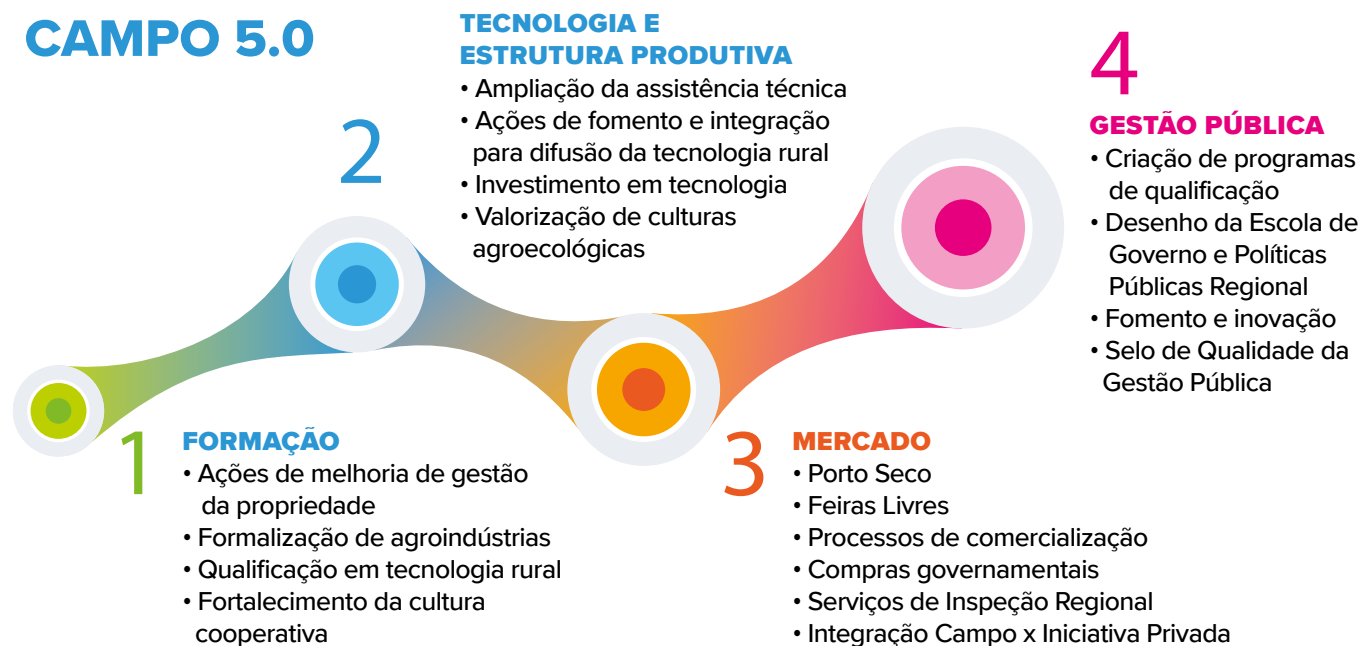 CAMPO 5.0
1
FORMAÇÃO
• Ações de melhoria de gestão
da propriedade
• Formalização de agroindústrias
• Qualificação em tecnologia rural
• Fortalecimento da cultura
cooperativa
2
TECNOLOGIA E
ESTRUTURA PRODUTIVA
• Ampliação da assistência técnica
• Ações de fomento e integração
para difusão da tecnologia rural
• Investimento em tecnologia
• Valorização de culturas
agroecológicas
3
MERCADO
• Porto Seco
• Feiras Livres
• Processos de comercialização
• Compras governamentais
• Serviços de Inspeção Regional
• Integração Campo x Iniciativa Privada
4
GESTÃO PÚBLICA
• Criação de programas
de qualificação
• Desenho da Escola de
Governo e Políticas
Públicas Regional
• Fomento e inovação
• Selo de Qualidade da
Gestão Pública